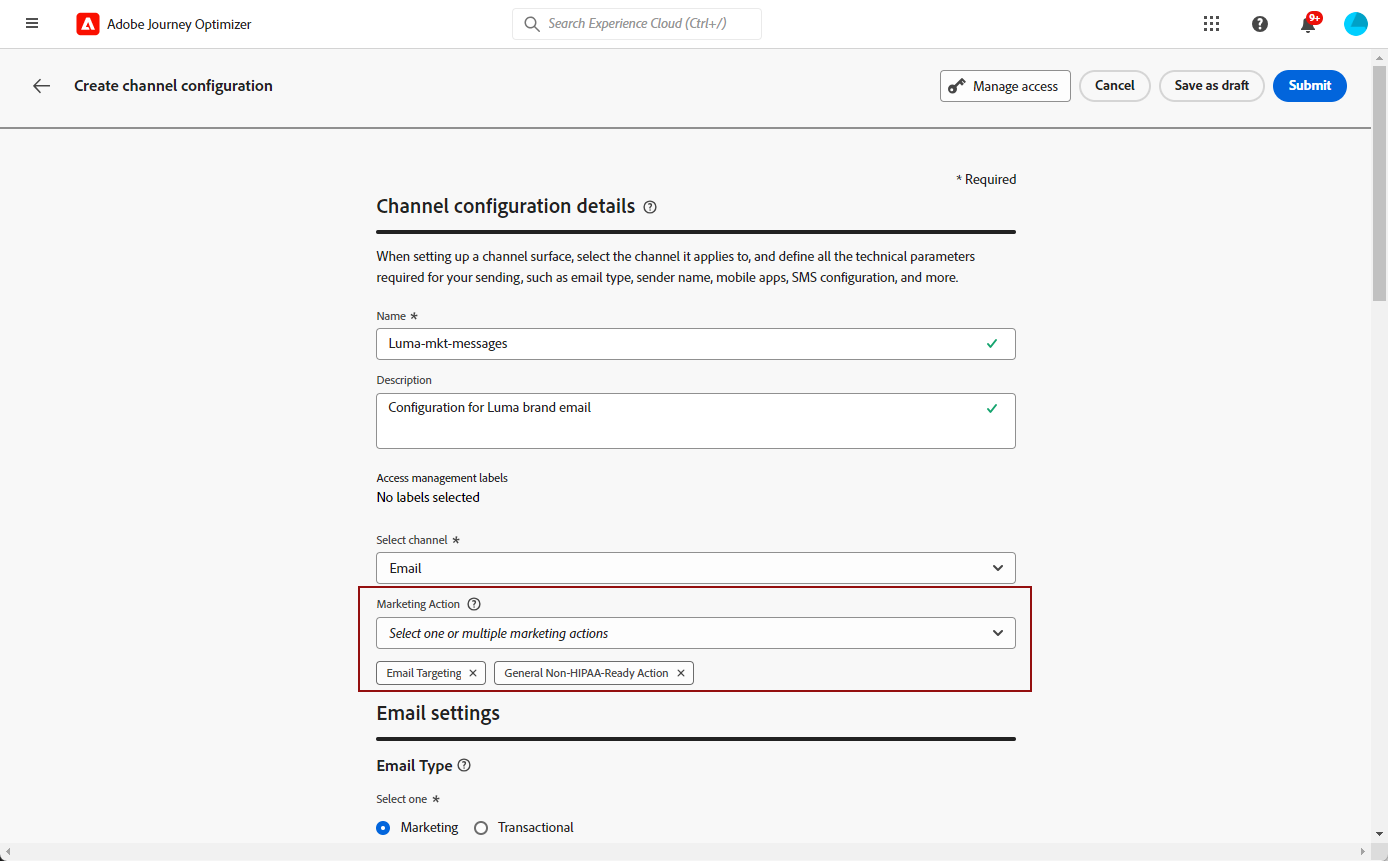 Adobe Journey Optimizer
Search Experience Cloud (Ctrl+/)
9+
Create channel configuration
Manage access
Cancel
Save as draft
Submit
* Required
Channel configuration details
When setting up a channel surface, select the channel it applies to, and define all the technical parameters
required for your sending, such as email type, sender name, mobile apps, SMS configuration, and more.
Name *
Luma-mkt-messages
Description
Configuration for Luma brand email
Access management labels
No labels selected
Select channel *
Email
Marketing Action
Select one or multiple marketing actions
Email Targeting
General Non-HIPAA-Ready Action
Email settings
Email Type
Select one *
Marketing
Transactional